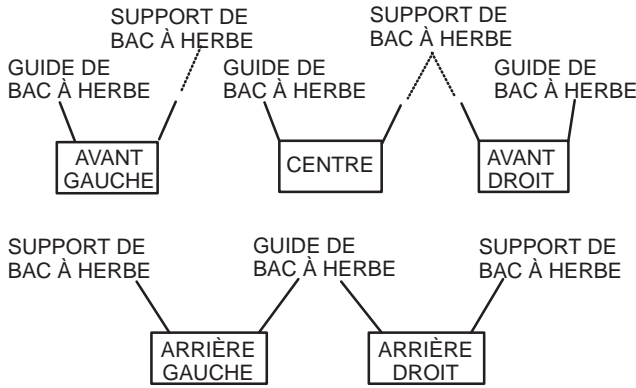 SUPPORT DE
BAC À HERBE
SUPPORT DE
BAC À HERBE
GUIDE DE
BAC À HERBE
GUIDE DE
BAC À HERBE
GUIDE DE
BAC À HERBE
AVANT
GAUCHE
CENTRE
AVANT
DROIT
SUPPORT DE
BAC À HERBE
GUIDE DE
BAC À HERBE
SUPPORT DE
BAC À HERBE
ARRIÈRE
GAUCHE
ARRIÈRE
DROIT